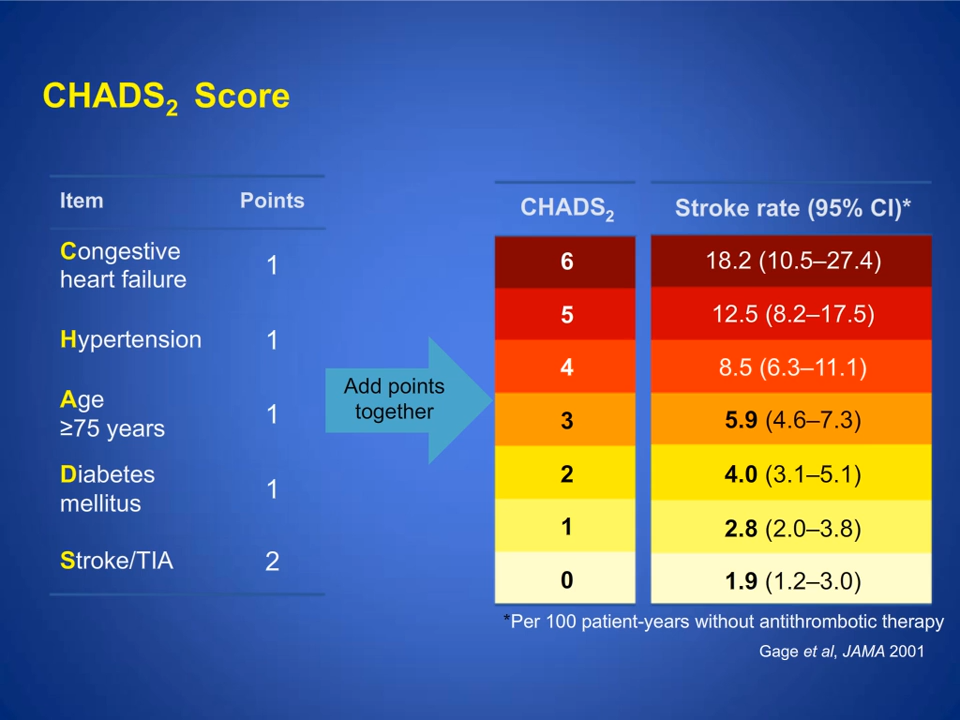 CHADS₂ Score
Item Points
Congestive
heart failure 1
Hypertension 1
Age
≥75 years 1
Diabetes
mellitus 1
Stroke/TIA 2
Add points
together
CHADS₂ Stroke rate (95% CI)*
6 18.2 (10.5–27.4)
5 12.5 (8.2–17.5)
4 8.5 (6.3–11.1)
3 5.9 (4.6–7.3)
2 4.0 (3.1–5.1)
1 2.8 (2.0–3.8)
0 1.9 (1.2–3.0)
*Per 100 patient-years without antithrombotic therapy
Gage et al, JAMA 2001